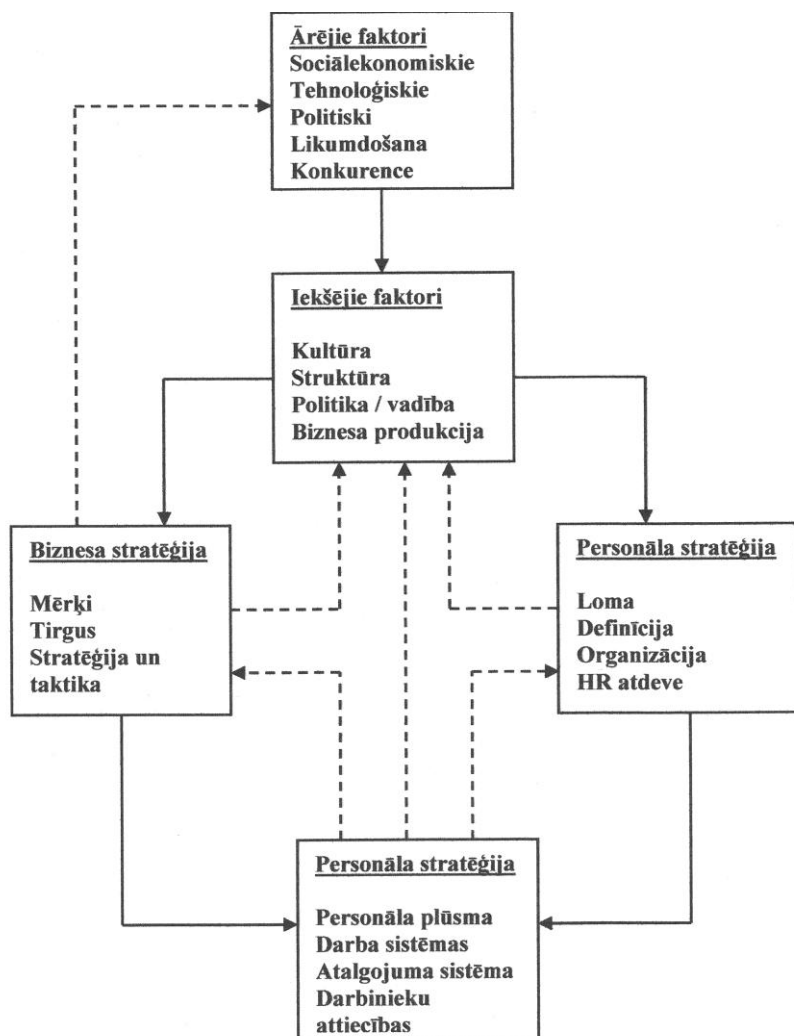 Ārējie faktori
Sociālekonomiskie
Tehnoloģiskie
Politiski
Likumdošana
Konkurence
Iekšējie faktori
Kultūra
Struktūra
Politika / vadība
Biznesa produkcija
Biznesa stratēģija
Mērķi
Tirgus
Stratēģija un
taktika
Personāla stratēģija
Loma
Definīcija
Organizācija
HR atdeve
Personāla stratēģija
Personāla plūsma
Darba sistēmas
Atalgojuma sistēma
Darbinieku
attiecības